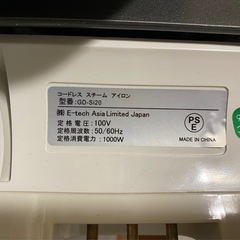 コードレス スチーム アイロン
型番:GD-Si20
㈱ E-tech Asia Limited Japan
定格電圧:100V
定格周波数:50/60Hz
定格消費電力:1000W
PS
E
MADE IN CHINA